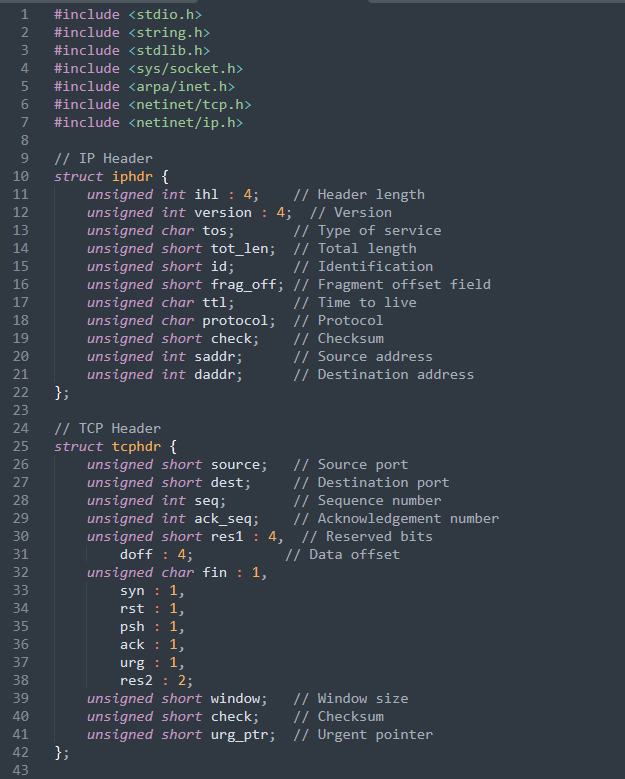 1 #include <stdio.h>
2 #include <string.h>
3 #include <stdlib.h>
4 #include <sys/socket.h>
5 #include <arpa/inet.h>
6 #include <netinet/tcp.h>
7 #include <netinet/ip.h>
8
9 // IP Header
10 struct iphdr {
11     unsigned int ihl : 4;    // Header length
12     unsigned int version : 4;  // Version
13     unsigned char tos;       // Type of service
14     unsigned short tot_len;  // Total length
15     unsigned short id;       // Identification
16     unsigned short frag_off; // Fragment offset field
17     unsigned char ttl;       // Time to live
18     unsigned char protocol;  // Protocol
19     unsigned short check;    // Checksum
20     unsigned int saddr;      // Source address
21     unsigned int daddr;      // Destination address
22 };
23
24 // TCP Header
25 struct tcphdr {
26     unsigned short source;   // Source port
27     unsigned short dest;     // Destination port
28     unsigned int seq;        // Sequence number
29     unsigned int ack_seq;    // Acknowledgement number
30     unsigned short res1 : 4,  // Reserved bits
31         doff : 4;           // Data offset
32     unsigned char fin : 1,
33         syn : 1,
34         rst : 1,
35         psh : 1,
36         ack : 1,
37         urg : 1,
38         res2 : 2;
39     unsigned short window;   // Window size
40     unsigned short check;    // Checksum
41     unsigned short urg_ptr;  // Urgent pointer
42 };
43